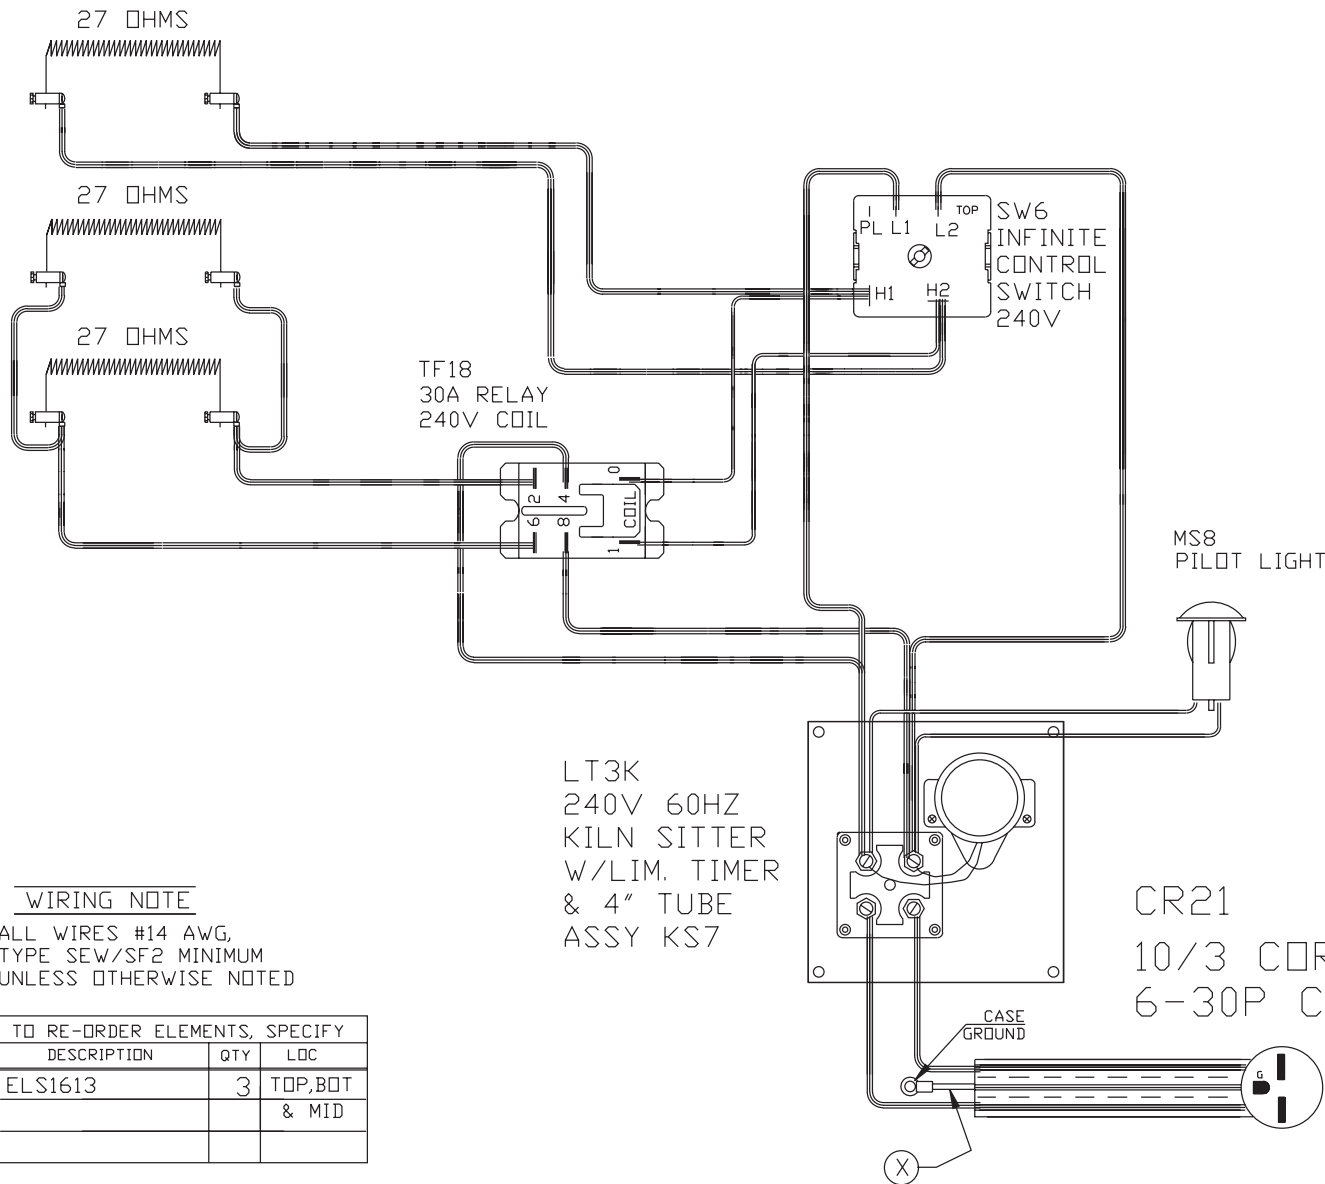 27 OHMS
27 OHMS
27 OHMS
TF18
30A RELAY
240V COIL
I
PL L1
TOP
L2
H1
H2
SW6
INFINITE
CONTROL
SWITCH
240V
2 4 0
6 8 1
COIL
MS8
PILOT LIGHT
LT3K
240V 60HZ
KILN SITTER
W/LIM. TIMER
& 4" TUBE
ASSY KS7
CR21
10/3 COR
6-30P C
CASE
GROUND
G
X
WIRING NOTE
ALL WIRES #14 AWG,
TYPE SEW/SF2 MINIMUM
UNLESS OTHERWISE NOTED
TO RE-ORDER ELEMENTS, SPECIFY
DESCRIPTION QTY LOC
ELS1613 3 TOP,BOT
& MID